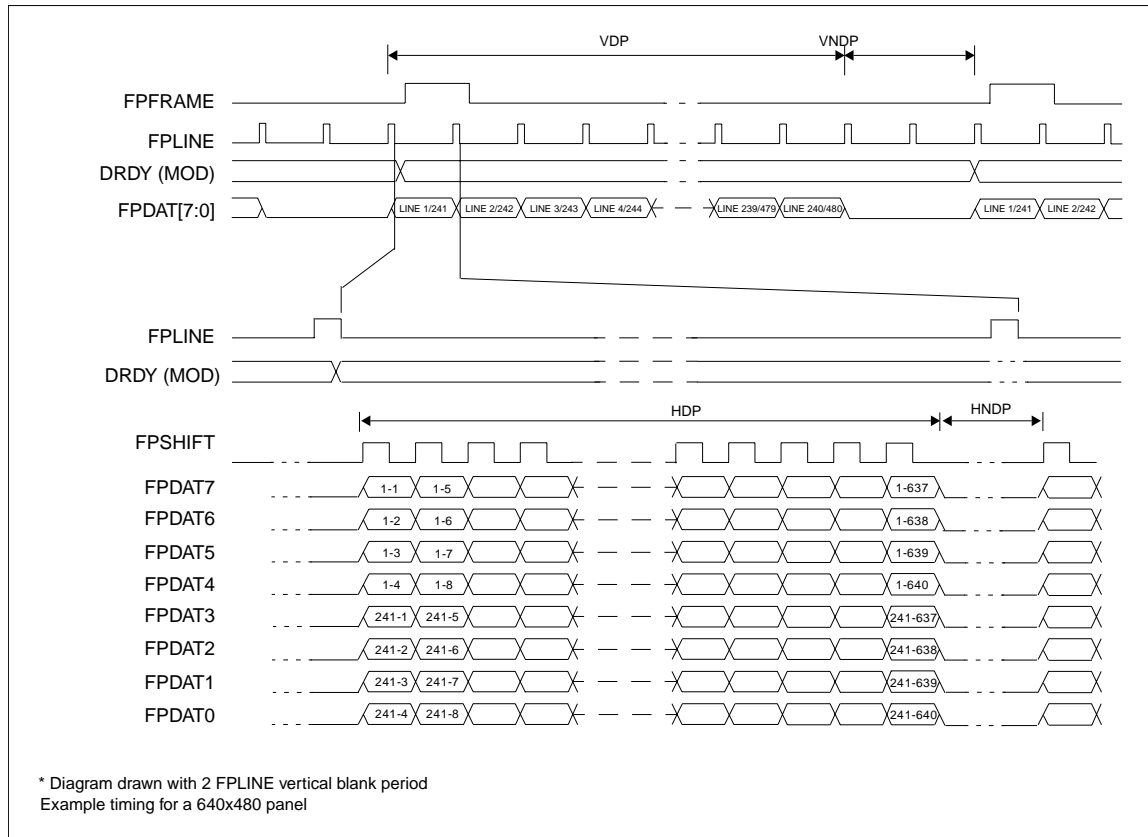 VDP VNDP
FPFRAME
FPLINE
DRDY (MOD)
FPDAT[7:0] LINE 1/241 LINE 2/242 LINE 3/243 LINE 4/244 LINE 239/479 LINE 240/480 LINE 1/241 LINE 2/242
FPLINE
DRDY (MOD)
HDP HNDP
FPSHIFT
FPDAT7 1-1 1-5 1-637
FPDAT6 1-2 1-6 1-638
FPDAT5 1-3 1-7 1-639
FPDAT4 1-4 1-8 1-640
FPDAT3 241-1 241-5 241-637
FPDAT2 241-2 241-6 241-638
FPDAT1 241-3 241-7 241-639
FPDAT0 241-4 241-8 241-640
* Diagram drawn with 2 FPLINE vertical blank period
Example timing for a 640x480 panel